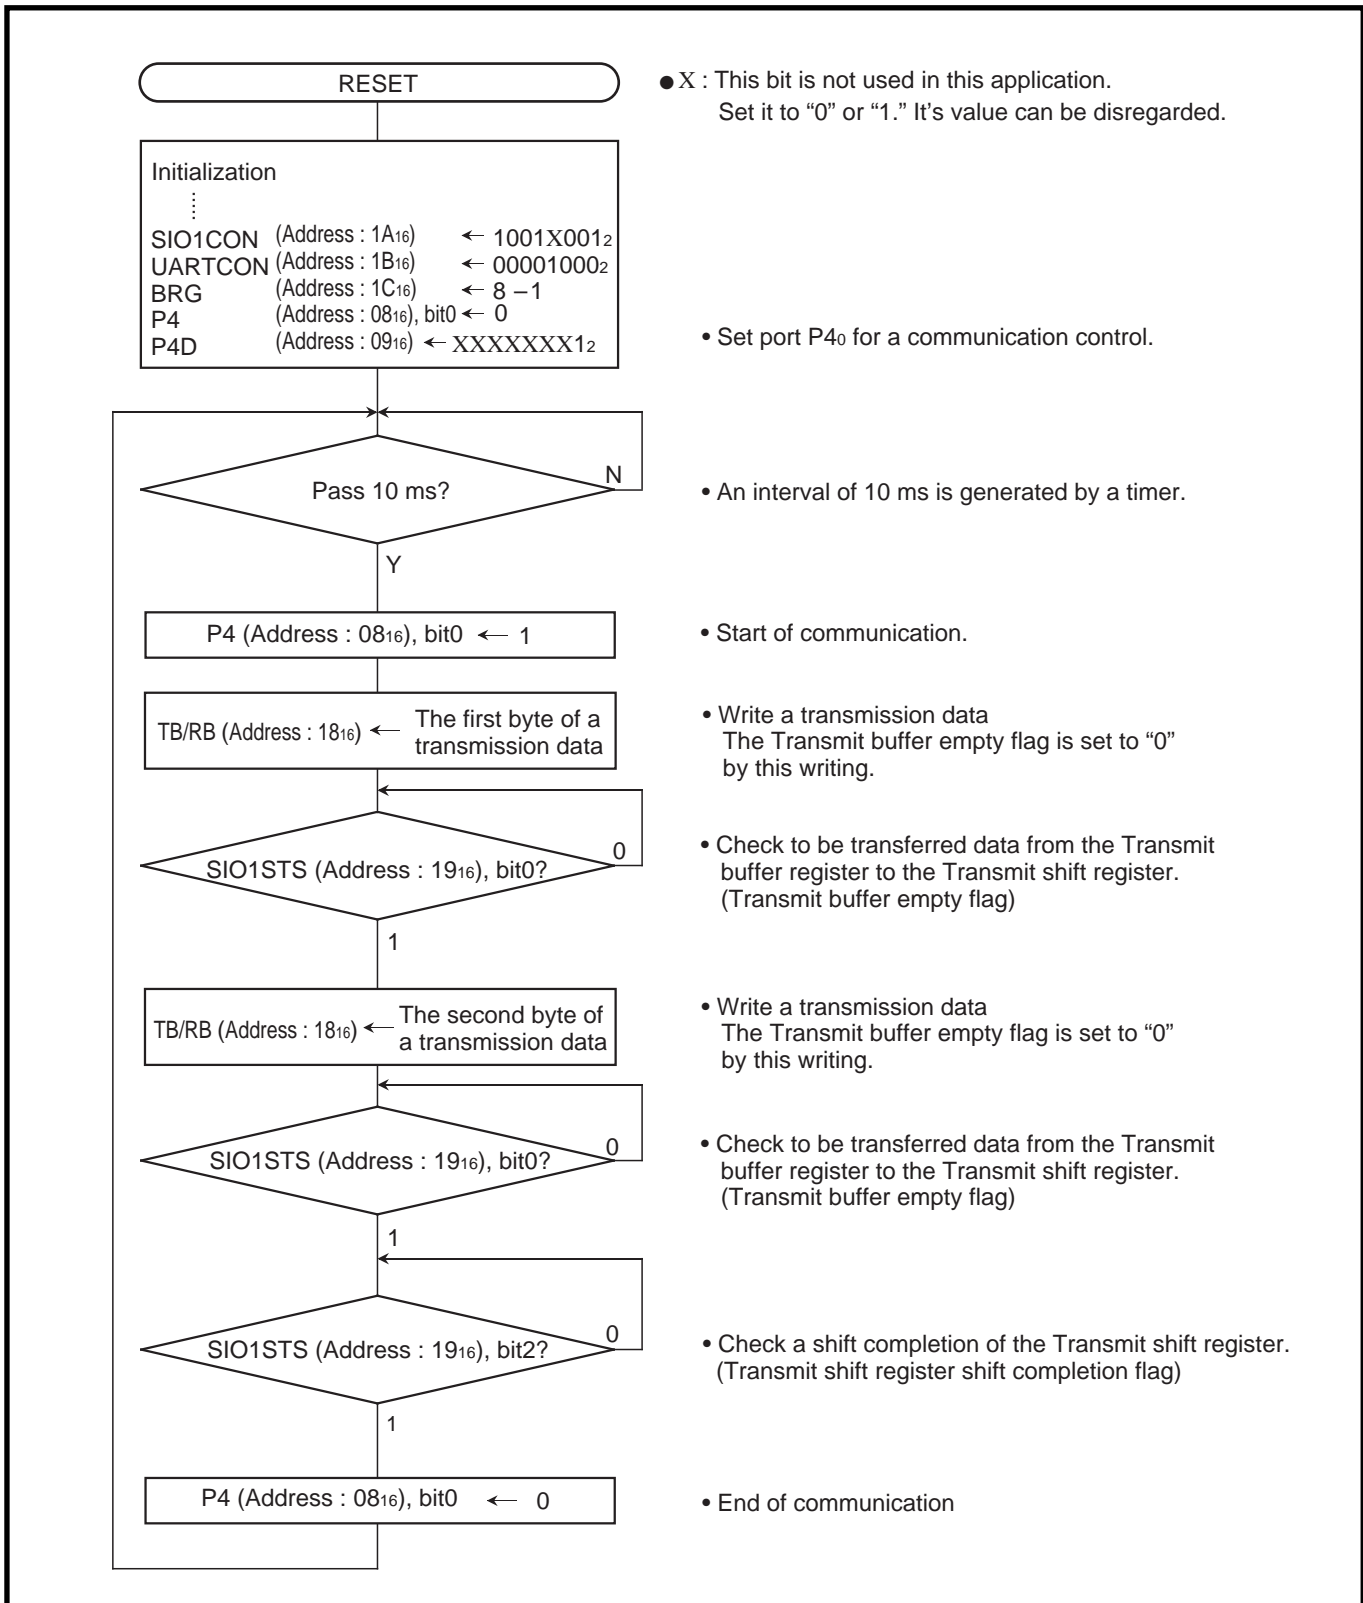 RESET
● X : This bit is not used in this application.
Set it to “0” or “1.” It’s value can be disregarded.
Initialization
SIO1CON (Address : 1A16) ← 1001X0012
UARTCON (Address : 1B16) ← 000010002
BRG (Address : 1C16) ← 8 –1
P4 (Address : 0816), bit0 ← 0
P4D (Address : 0916) ← XXXXXXX12
• Set port P40 for a communication control.
Pass 10 ms?
N
• An interval of 10 ms is generated by a timer.
Y
P4 (Address : 0816), bit0 ← 1
• Start of communication.
TB/RB (Address : 1816) ← The first byte of a
transmission data
• Write a transmission data
The Transmit buffer empty flag is set to “0”
by this writing.
SIO1STS (Address : 1916), bit0?
0
• Check to be transferred data from the Transmit
buffer register to the Transmit shift register.
(Transmit buffer empty flag)
1
TB/RB (Address : 1816) ← The second byte of
a transmission data
• Write a transmission data
The Transmit buffer empty flag is set to “0”
by this writing.
SIO1STS (Address : 1916), bit0?
0
• Check to be transferred data from the Transmit
buffer register to the Transmit shift register.
(Transmit buffer empty flag)
1
SIO1STS (Address : 1916), bit2?
0
• Check a shift completion of the Transmit shift register.
(Transmit shift register shift completion flag)
1
P4 (Address : 0816), bit0 ← 0
• End of communication